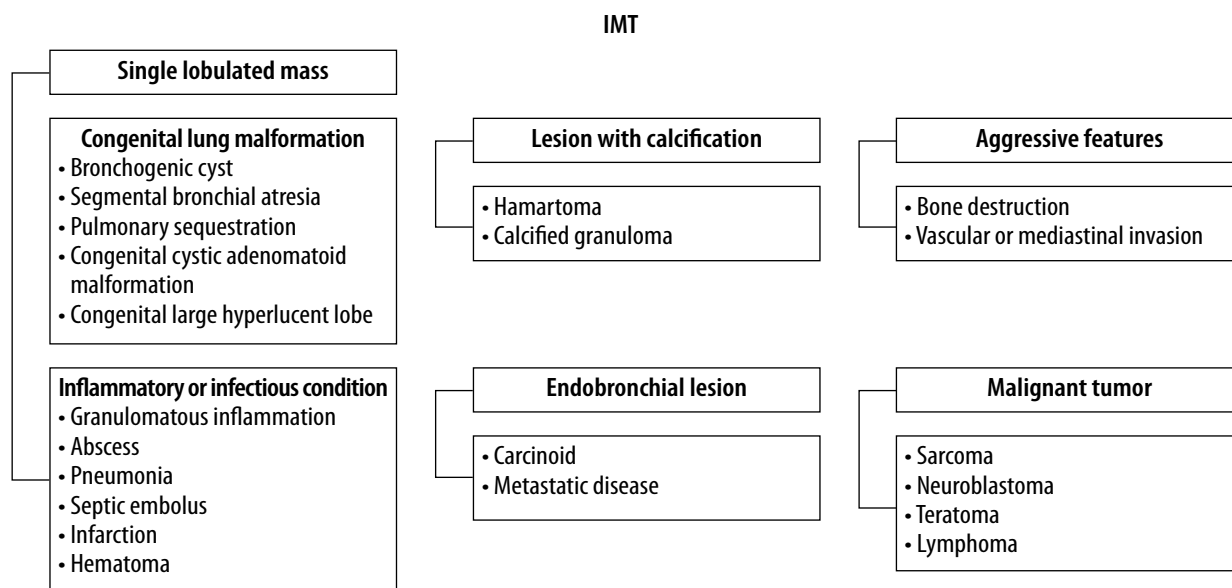 IMT
Single lobulated mass
Congenital lung malformation
• Bronchogenic cyst
• Segmental bronchial atresia
• Pulmonary sequestration
• Congenital cystic adenomatoid
malformation
• Congenital large hyperlucent lobe
Inflammatory or infectious condition
• Granulomatous inflammation
• Abscess
• Pneumonia
• Septic embolus
• Infarction
• Hematoma
Lesion with calcification
• Hamartoma
• Calcified granuloma
Endobronchial lesion
• Carcinoid
• Metastatic disease
Aggressive features
• Bone destruction
• Vascular or mediastinal invasion
Malignant tumor
• Sarcoma
• Neuroblastoma
• Teratoma
• Lymphoma